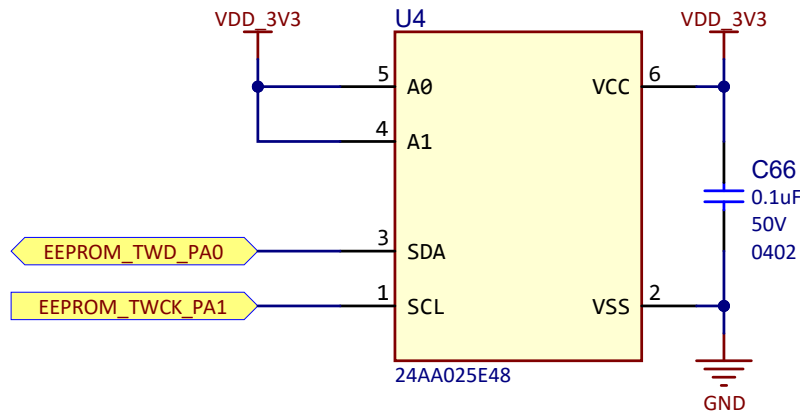 VDD_3V3
U4
VDD_3V3
5
A0
VCC
6
4
A1
C66
0.1uF
50V
0402
EEPROM_TWD_PA0
3
SDA
EEPROM_TWCK_PA1
1
SCL
VSS
2
24AA025E48
GND